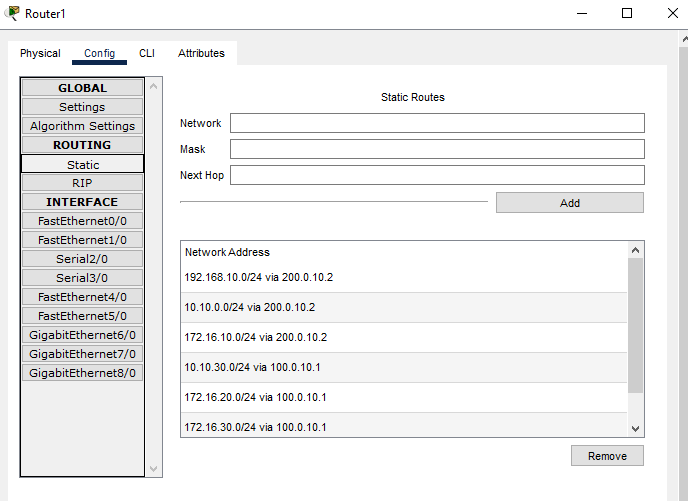 Router1
Physical Config CLI Attributes
GLOBAL
Settings
Algorithm Settings
ROUTING
Static
RIP
INTERFACE
FastEthernet0/0
FastEthernet1/0
Serial2/0
Serial3/0
FastEthernet4/0
FastEthernet5/0
GigabitEthernet6/0
GigabitEthernet7/0
GigabitEthernet8/0
Static Routes
Network
Mask
Next Hop
Add
Network Address
192.168.10.0/24 via 200.0.10.2
10.10.0.0/24 via 200.0.10.2
172.16.10.0/24 via 200.0.10.2
10.10.30.0/24 via 100.0.10.1
172.16.20.0/24 via 100.0.10.1
172.16.30.0/24 via 100.0.10.1
Remove